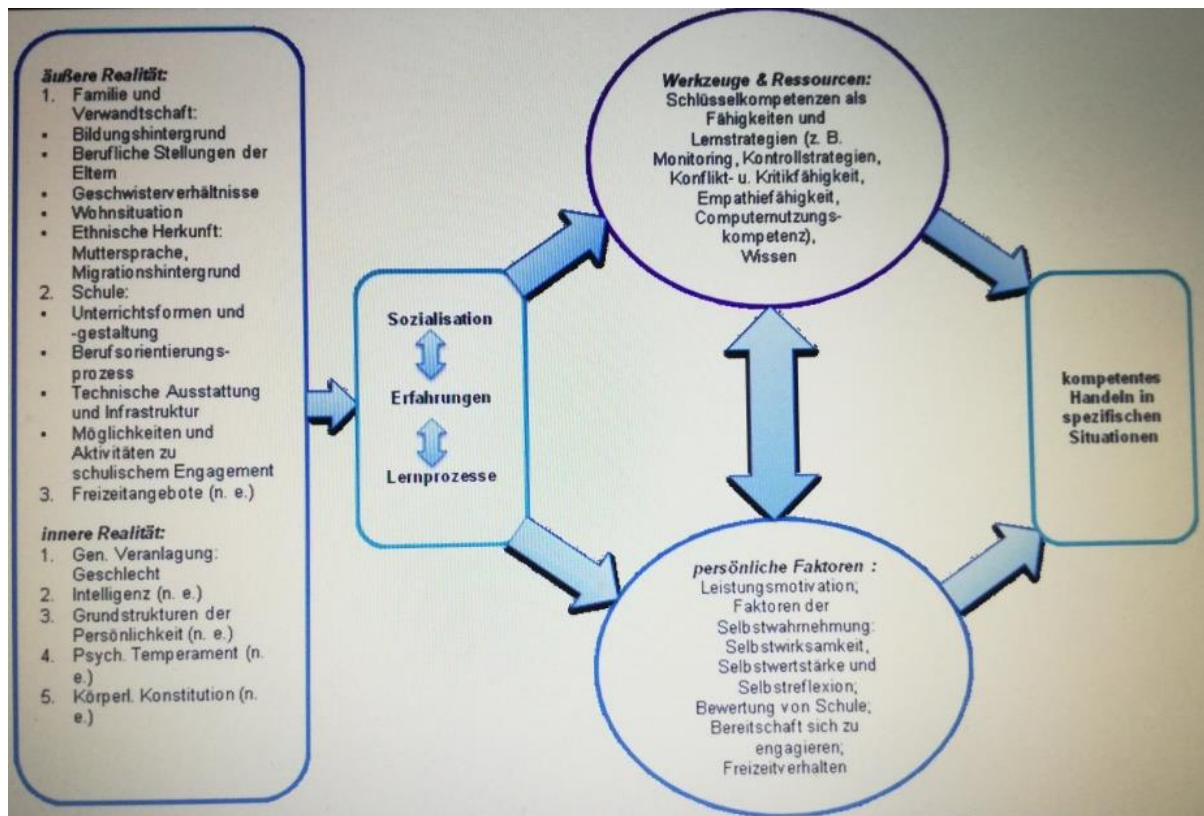 äußere Realität:
1. Familie und
Verwandtschaft:
• Bildungshintergrund
• Berufliche Stellungen der
Eltern
• Geschwisterverhältnisse
• Wohnsituation
• Ethnische Herkunft:
Muttersprache,
Migrationshintergrund
2. Schule:
• Unterrichtsformen und
-gestaltung
• Berufsorientierungs-
prozess
• Technische Ausstattung
und Infrastruktur
• Möglichkeiten und
Aktivitäten zu
schulischem Engagement
3. Freizeitangebote (n. e.)
innere Realität:
1. Gen. Veranlagung:
Geschlecht
2. Intelligenz (n. e.)
3. Grundstrukturen der
Persönlichkeit (n. e.)
4. Psych. Temperament (n.
e.)
5. Körperl. Konstitution (n.
e.)
Sozialisation
Erfahrungen
Lernprozesse
Werkzeuge & Ressourcen:
Schlüsselkompetenzen als
Fähigkeiten und
Lernstrategien (z. B.
Monitoring, Kontrollstrategien,
Konflikt- u. Kritikfähigkeit,
Empathiefähigkeit,
Computernutzungs-
kompetenz),
Wissen
persönliche Faktoren :
Leistungsmotivation;
Faktoren der
Selbstwahrnehmung:
Selbstwirksamkeit,
Selbstwertstärke und
Selbstreflexion;
Bewertung von Schule;
Bereitschaft sich zu
engagieren;
Freizeitverhalten
kompetentes
Handeln in
spezifischen
Situationen